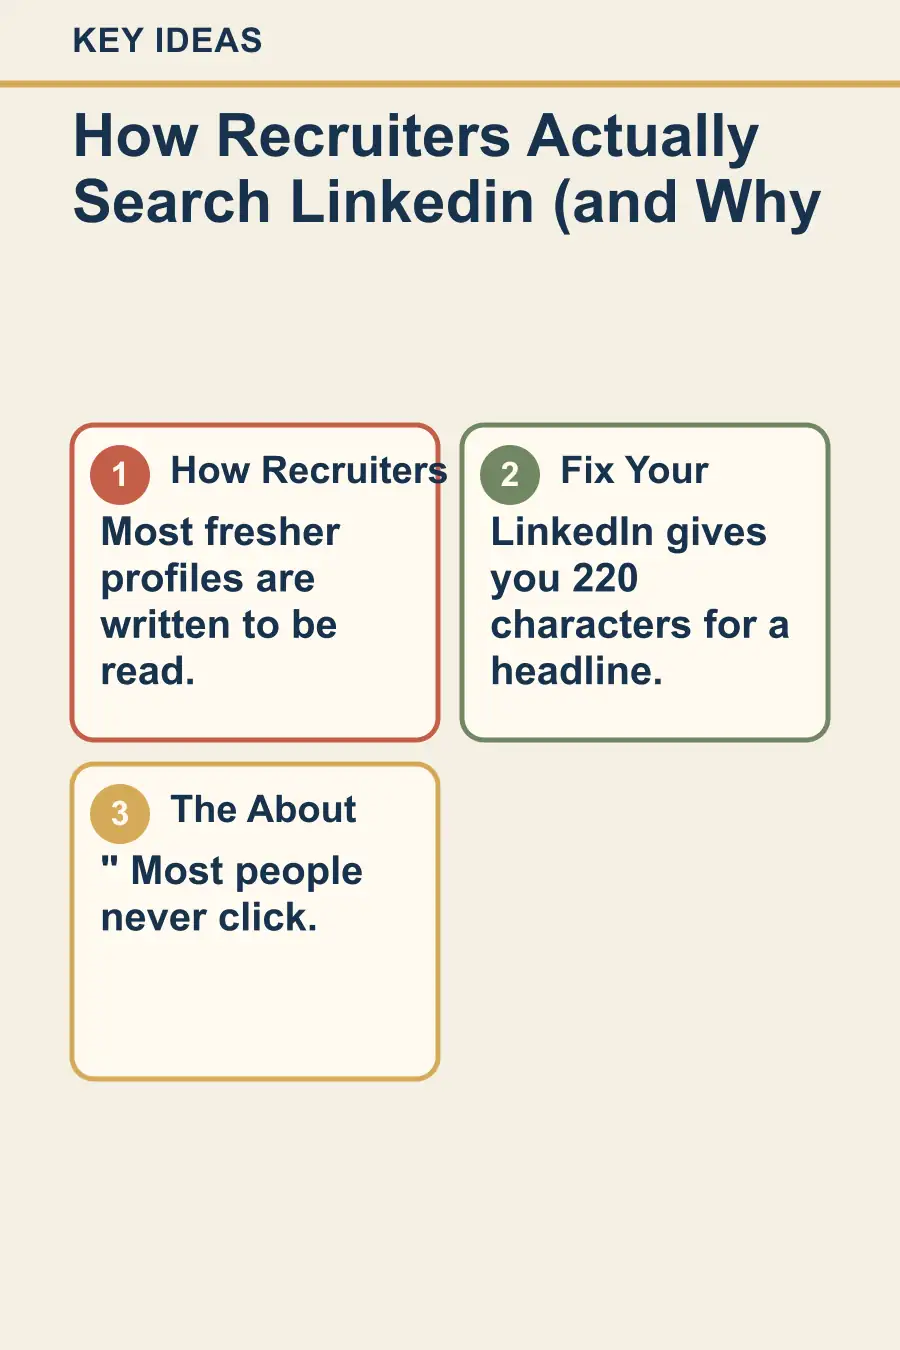 KEY IDEAS
How Recruiters Actually
Search Linkedin (and Why
1 How Recruiters
Most fresher
profiles are
written to be
read.
2 Fix Your
LinkedIn gives
you 220
characters for a
headline.
3 The About
" Most people
never click.